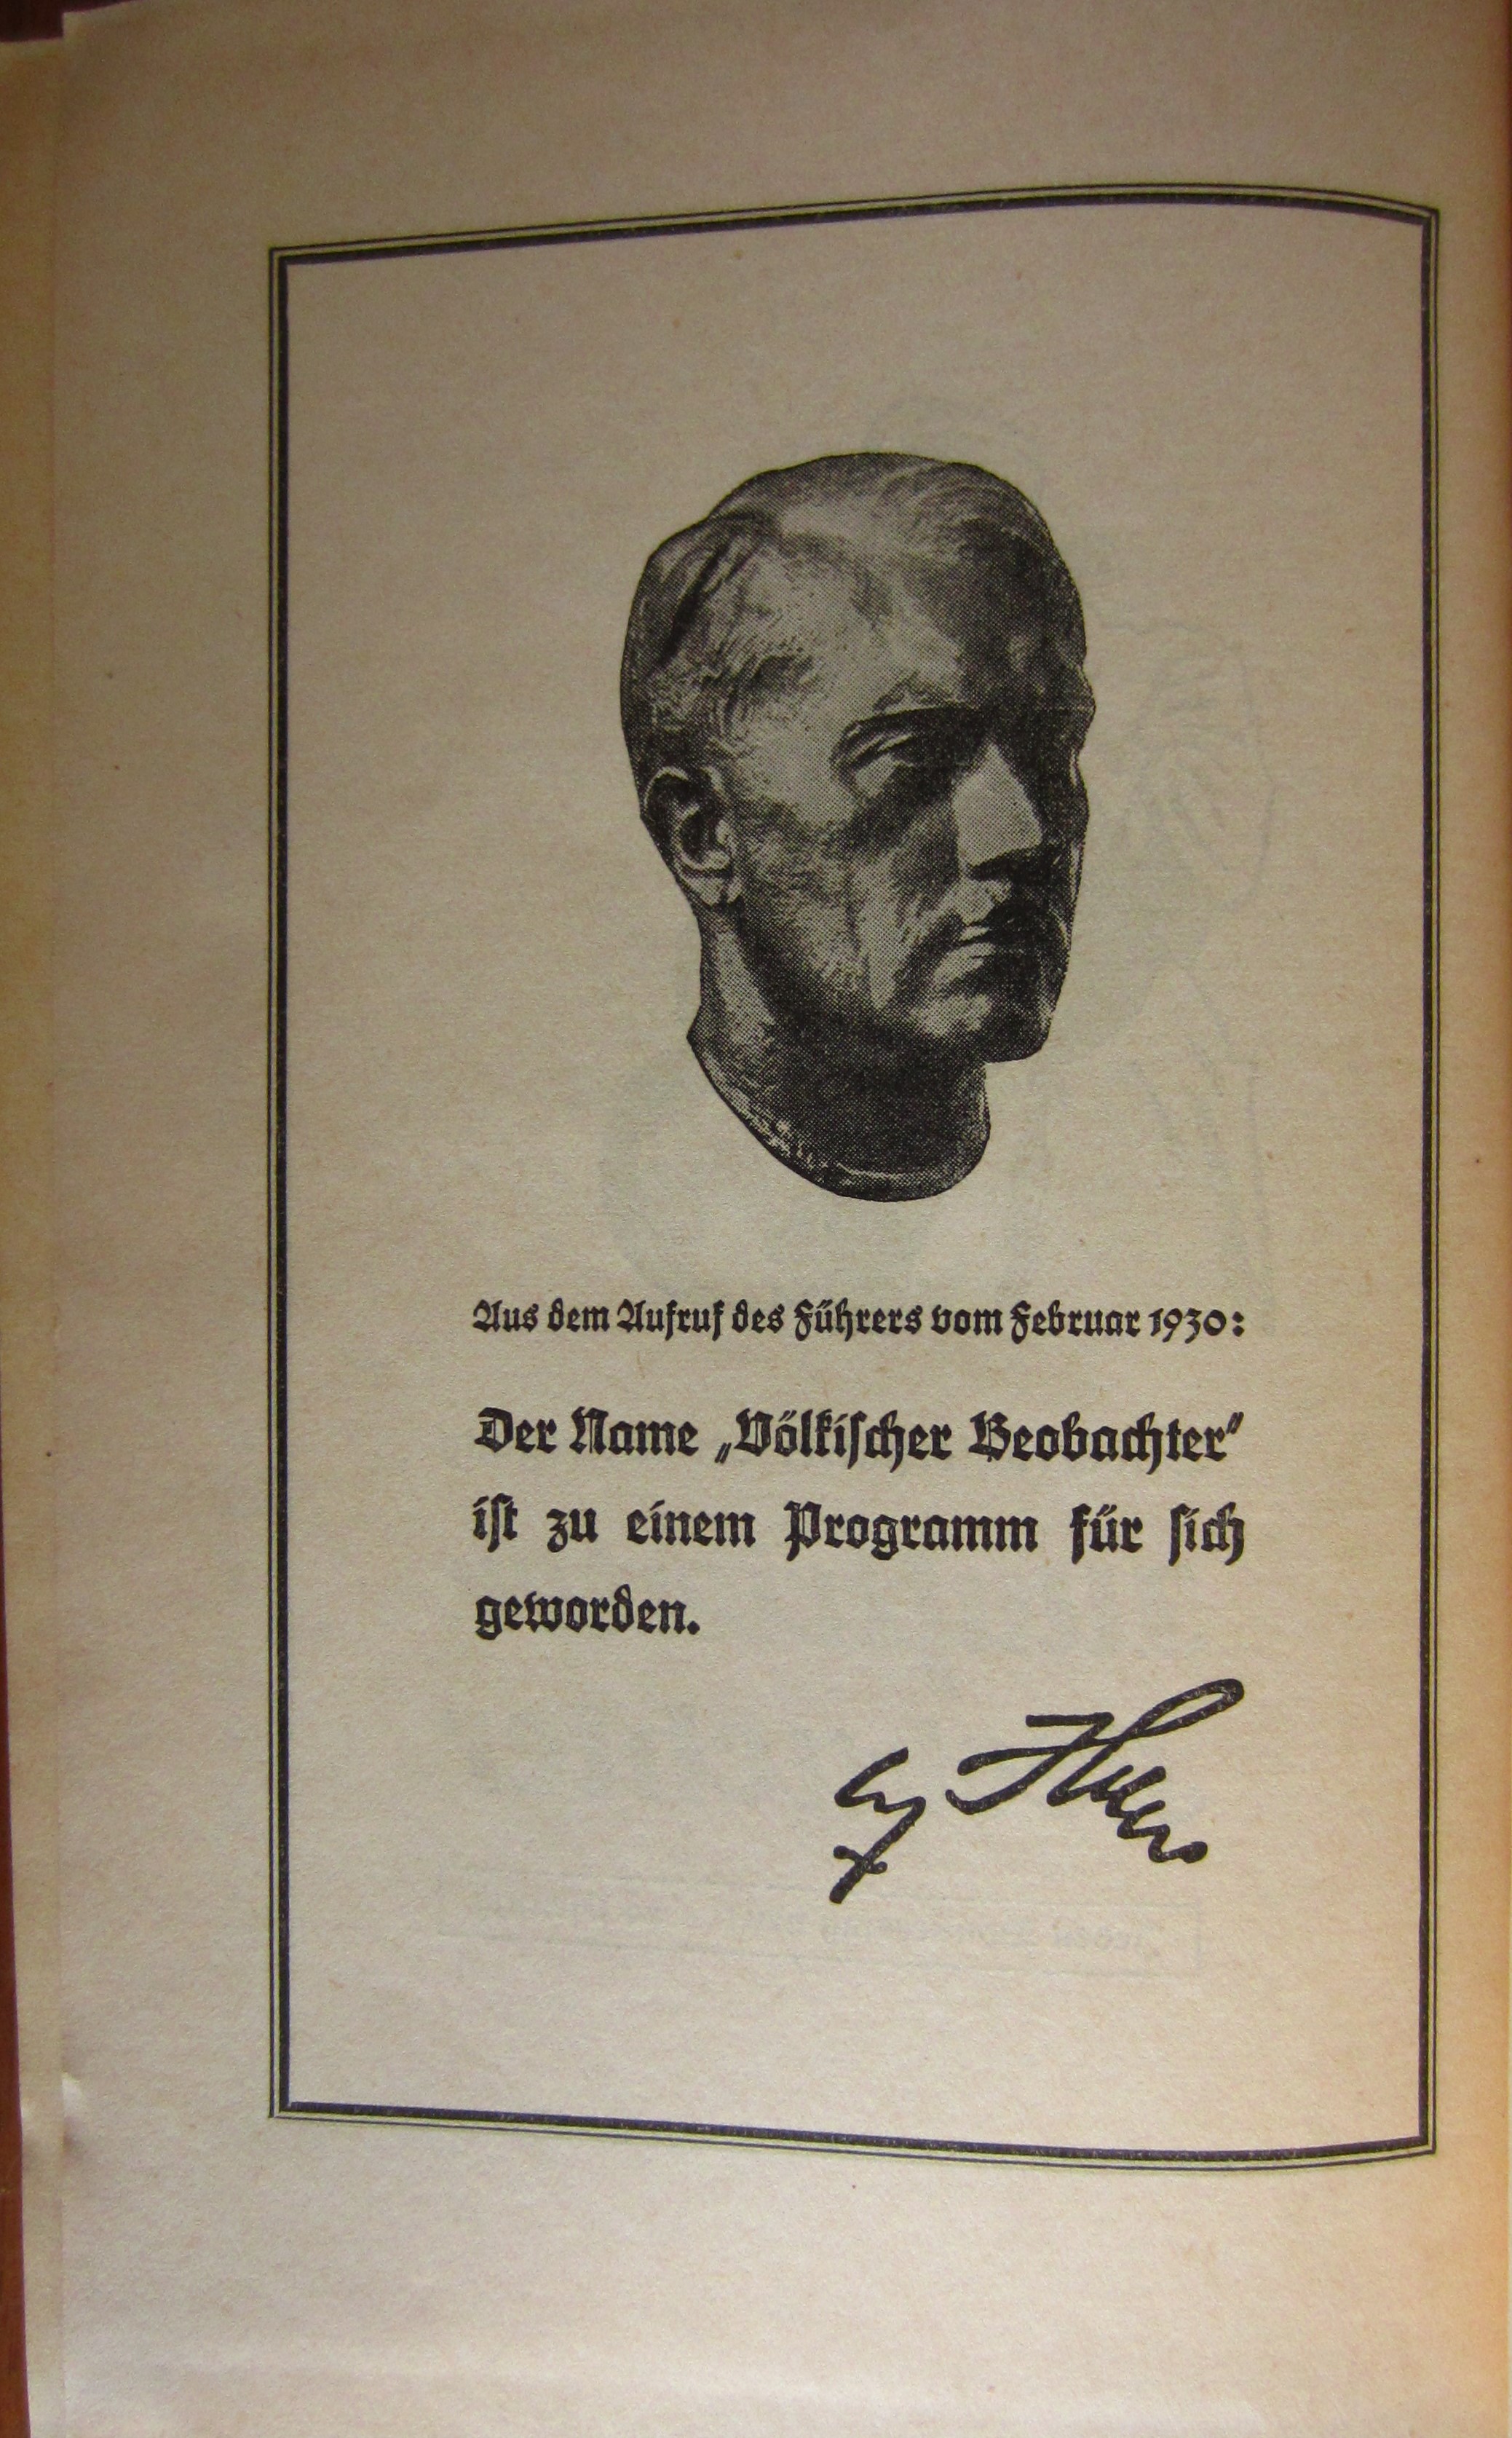 Aus dem Aufruf des Führers vom Februar 1930:
Der Name „Völkischer Beobachter“
ist zu einem Programm für sich
geworden.